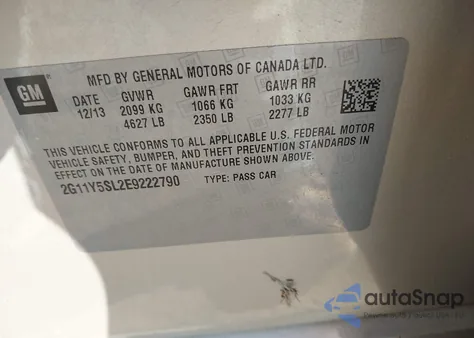 GM
MFD BY GENERAL MOTORS OF CANADA LTD.
DATE GVWR GAWR FRT GAWR RR
12/13 2099 KG 1066 KG 1033 KG
4627 LB 2350 LB 2277 LB
THIS VEHICLE CONFORMS TO ALL APPLICABLE U.S. FEDERAL MOTOR
VEHICLE SAFETY, BUMPER, AND THEFT PREVENTION STANDARDS IN
EFFECT ON THE DATE OF MANUFACTURE SHOWN ABOVE.
2G11Y5SL2E9222790 TYPE: PASS CAR
autoSnap